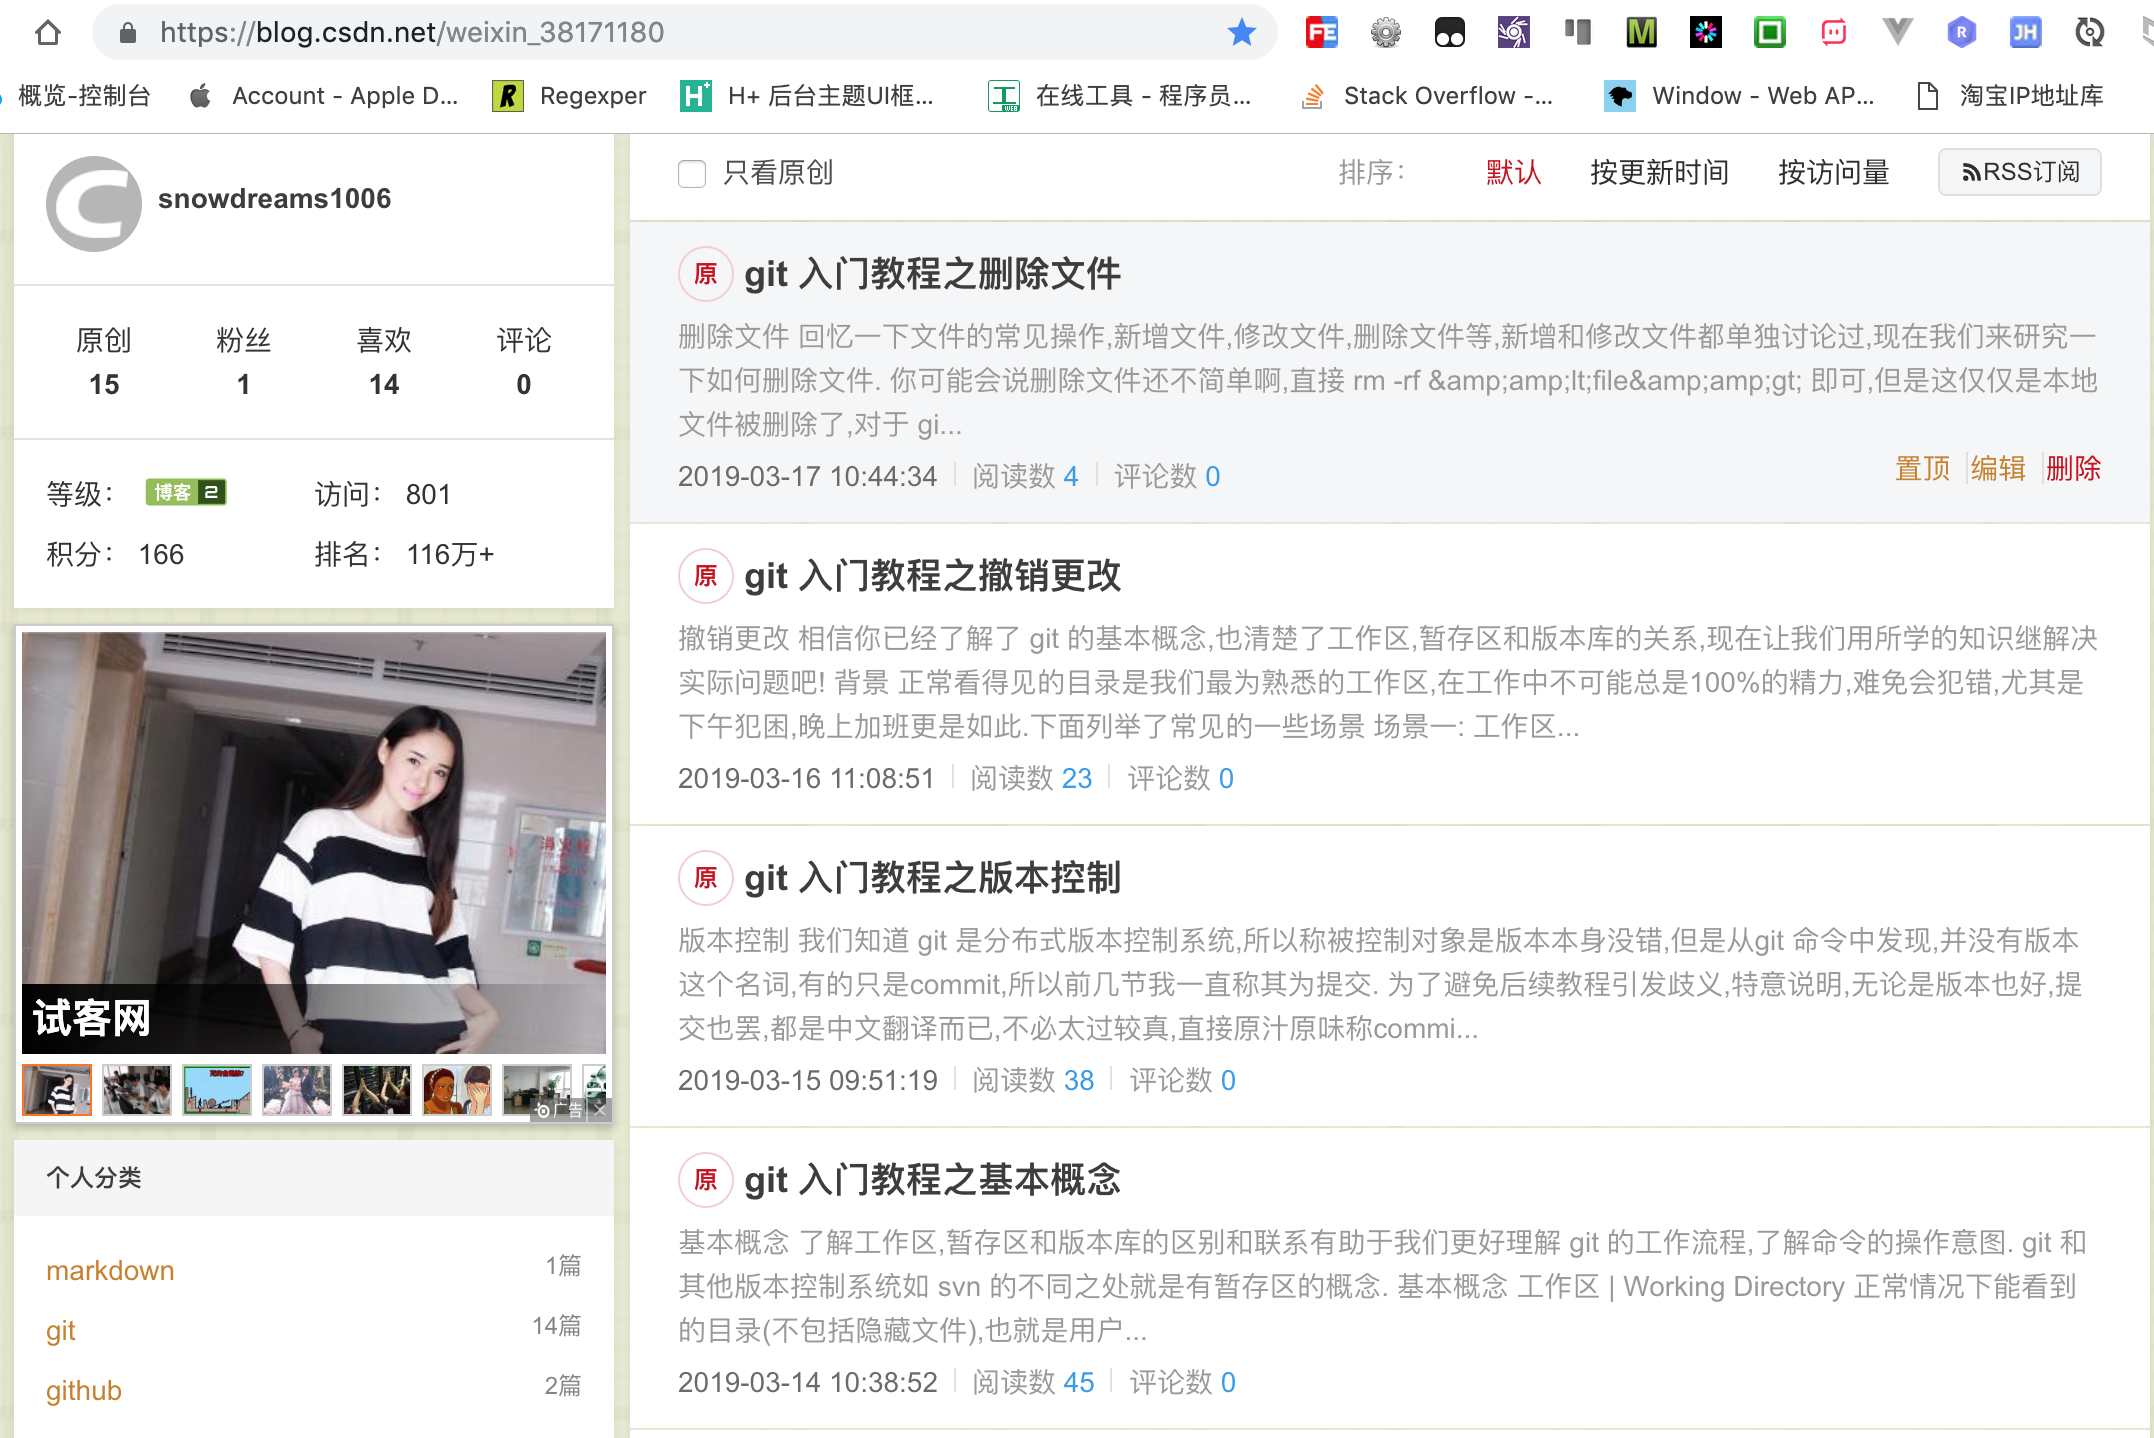 https://blog.csdn.net/weixin_38171180
概览-控制台 Account - Apple D... Regexper H+ 后台主题UI框... 在线工具 - 程序员... Stack Overflow -... Window - Web AP... 淘宝IP地址库
snowdreams1006
原创 粉丝 喜欢 评论
15 1 14 0
等级： 博客 2 访问： 801
积分： 166 排名： 116万+
试客网
广告
个人分类
markdown 1篇
git 14篇
github 2篇
只看原创 排序： 默认 按更新时间 按访问量 RSS订阅
原 git 入门教程之删除文件
删除文件 回忆一下文件的常见操作,新增文件,修改文件,删除文件等,新增和修改文件都单独讨论过,现在我们来研究一
下如何删除文件. 你可能会说删除文件还不简单啊,直接 rm -rf &amp;amp;lt;file&amp;amp;gt; 即可,但是这仅仅是本地
文件被删除了,对于 gi...
2019-03-17 10:44:34 阅读数 4 评论数 0 置顶 编辑 删除
原 git 入门教程之撤销更改
撤销更改 相信你已经了解了 git 的基本概念,也清楚了工作区,暂存区和版本库的关系,现在让我们用所学的知识继解决
实际问题吧! 背景 正常看得见的目录是我们最为熟悉的工作区,在工作中不可能总是100%的精力,难免会犯错,尤其是
下午犯困,晚上加班更是如此.下面列举了常见的一些场景 场景一: 工作区...
2019-03-16 11:08:51 阅读数 23 评论数 0
原 git 入门教程之版本控制
版本控制 我们知道 git 是分布式版本控制系统,所以称被控制对象是版本本身没错,但是从git 命令中发现,并没有版本
这个名词,有的只是commit,所以前几节我一直称其为提交. 为了避免后续教程引发歧义,特意说明,无论是版本也好,提
交也罢,都是中文翻译而已,不必太过较真,直接原汁原味称commi...
2019-03-15 09:51:19 阅读数 38 评论数 0
原 git 入门教程之基本概念
基本概念 了解工作区,暂存区和版本库的区别和联系有助于我们更好理解 git 的工作流程,了解命令的操作意图. git 和
其他版本控制系统如 svn 的不同之处就是有暂存区的概念. 基本概念 工作区 | Working Directory 正常情况下能看到
的目录(不包括隐藏文件),也就是用户...
2019-03-14 10:38:52 阅读数 45 评论数 0